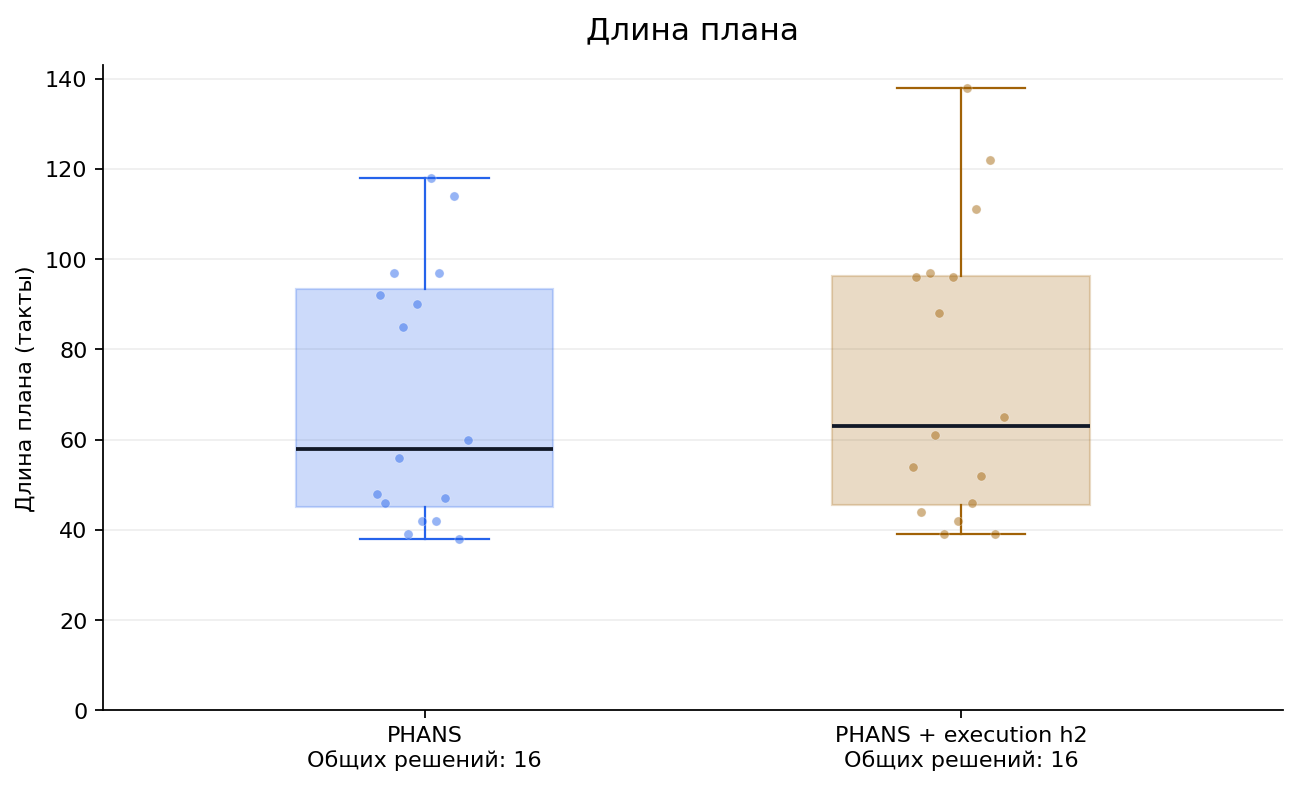 Длина плана
Длина плана (такты)
140
120
100
80
60
40
20
0
PHANS
Общих решений: 16
PHANS + execution h2
Общих решений: 16